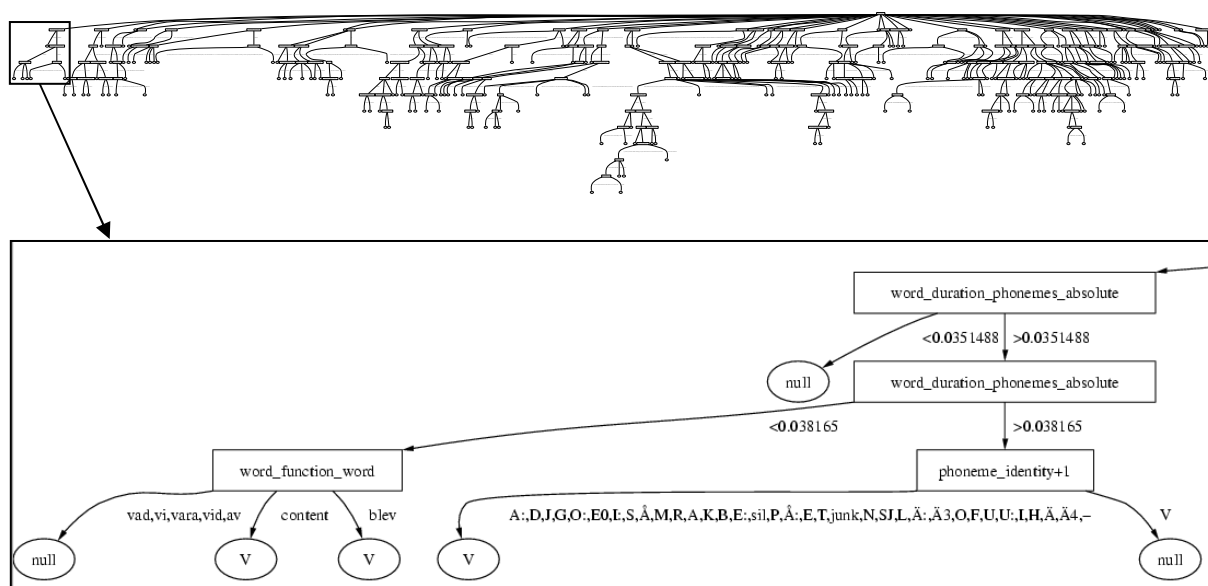 word_duration_phonemes_absolute
<0.0351488 >0.0351488
null
word_duration_phonemes_absolute
<0.038165 >0.038165
word_function_word phoneme_identity+1
vad,vi,vara,vid,av content blev A:,D,J,G,O:,E0,I:,S,Å,M,R,A,K,B,E:,sil,P,Å:,E,T,junk,N,SJ,L,Ä:,Ä3,O,F,U,U:,I,H,Ä,Ä4,– V
null V V V null